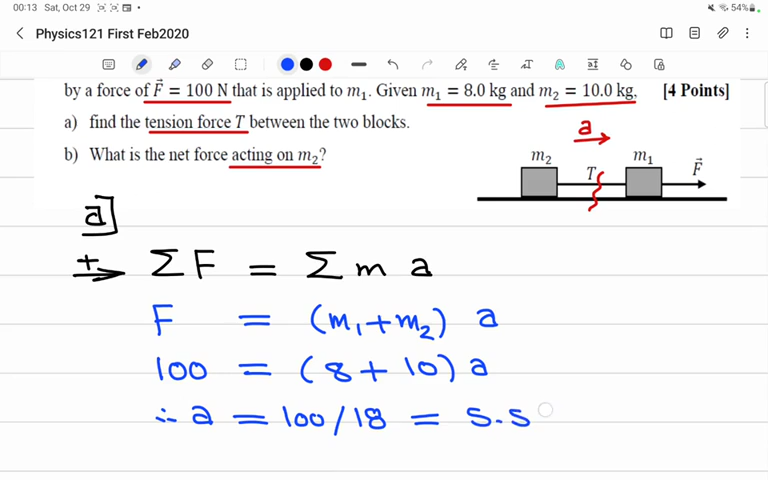 00:13 Sat, Oct 29
54%
Physics121 First Feb2020
by a force of F⃗ = 100 N that is applied to m₁. Given m₁ = 8.0 kg and m₂ = 10.0 kg. [4 Points]
a) find the tension force T between the two blocks.
b) What is the net force acting on m₂?
a
m₂ T m₁ F⃗
a]
+ ΣF = Σ m a
F = (m₁+m₂) a
100 = (8+10) a
∴ a = 100/18 = 5.5